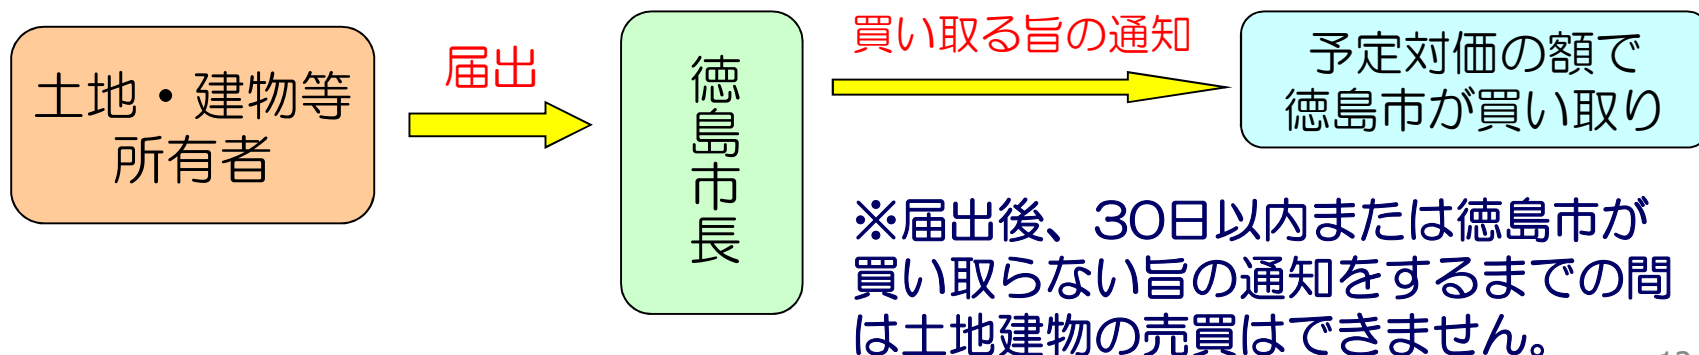 土地・建物等
所有者
届出
徳島市長
買い取る旨の通知
予定対価の額で
徳島市が買い取り
※届出後、30日以内または徳島市が
買い取らない旨の通知をするまでの間
は土地建物の売買はできません。